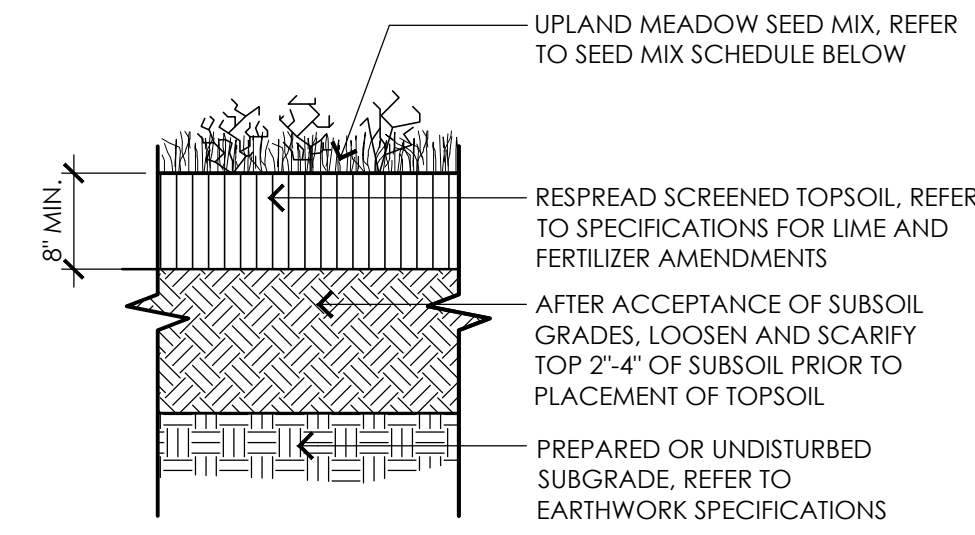 UPLAND MEADOW SEED MIX, REFER
TO SEED MIX SCHEDULE BELOW
8" MIN.
RESPREAD SCREENED TOPSOIL, REFER
TO SPECIFICATIONS FOR LIME AND
FERTILIZER AMENDMENTS
AFTER ACCEPTANCE OF SUBSOIL
GRADES, LOOSEN AND SCARIFY
TOP 2"-4" OF SUBSOIL PRIOR TO
PLACEMENT OF TOPSOIL
PREPARED OR UNDISTURBED
SUBGRADE, REFER TO
EARTHWORK SPECIFICATIONS